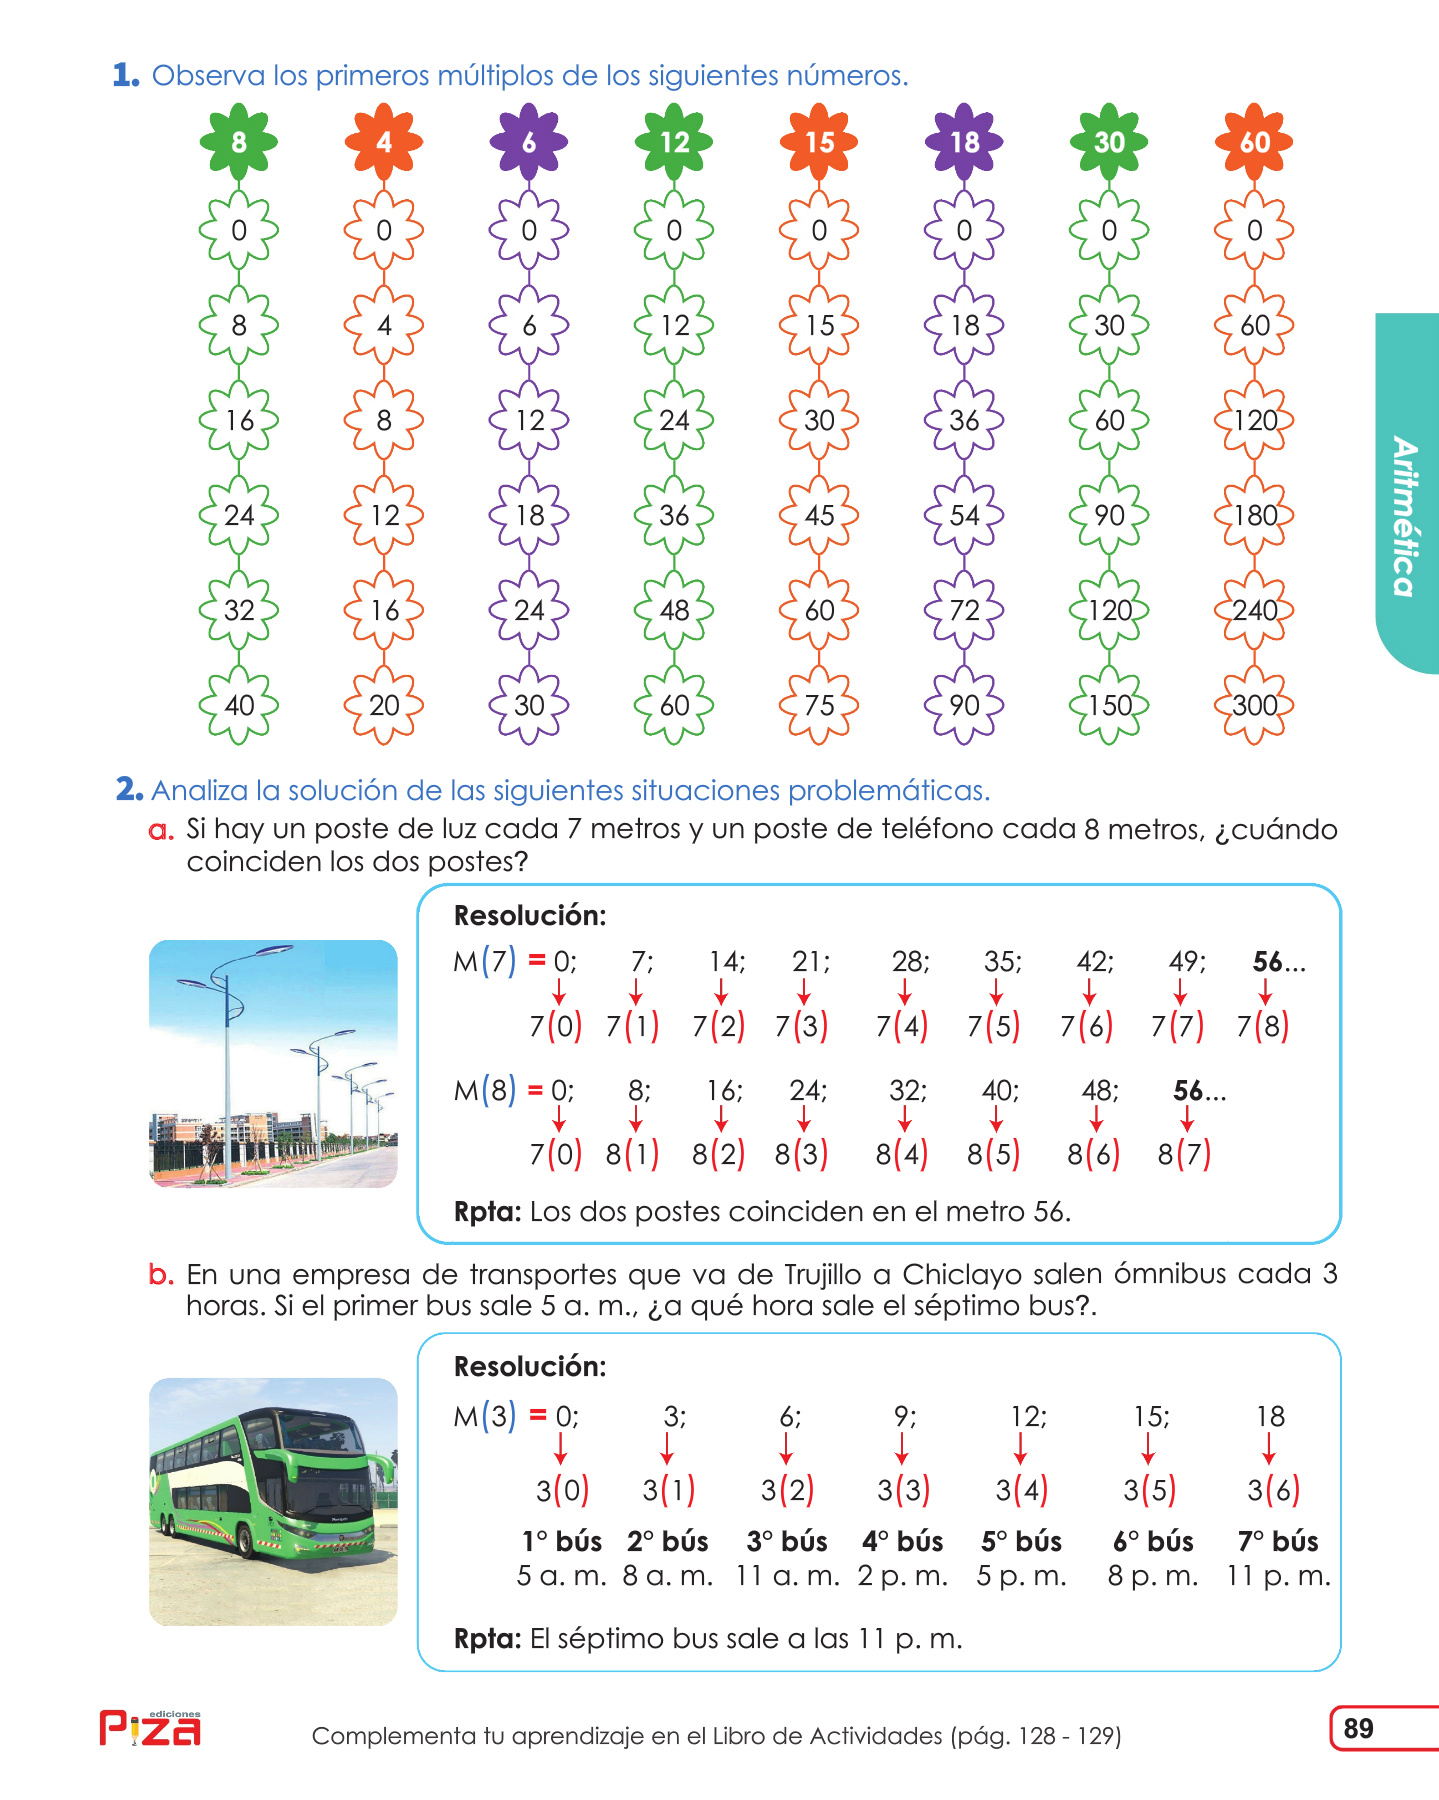 1. Observa los primeros múltiplos de los siguientes números.
8 4 6 12 15 18 30 60
0 0 0 0 0 0 0 0
8 4 6 12 15 18 30 60
16 8 12 24 30 36 60 120
24 12 18 36 45 54 90 180
32 16 24 48 60 72 120 240
40 20 30 60 75 90 150 300
Aritmética
2. Analiza la solución de las siguientes situaciones problemáticas.
a. Si hay un poste de luz cada 7 metros y un poste de teléfono cada 8 metros, ¿cuándo
coinciden los dos postes?
Resolución:
M(7) = 0; 7; 14; 21; 28; 35; 42; 49; 56...
7(0) 7(1) 7(2) 7(3) 7(4) 7(5) 7(6) 7(7) 7(8)
M(8) = 0; 8; 16; 24; 32; 40; 48; 56...
7(0) 8(1) 8(2) 8(3) 8(4) 8(5) 8(6) 8(7)
Rpta: Los dos postes coinciden en el metro 56.
b. En una empresa de transportes que va de Trujillo a Chiclayo salen ómnibus cada 3
horas. Si el primer bus sale 5 a. m., ¿a qué hora sale el séptimo bus?.
Resolución:
M(3) = 0; 3; 6; 9; 12; 15; 18
3(0) 3(1) 3(2) 3(3) 3(4) 3(5) 3(6)
1° bús 2° bús 3° bús 4° bús 5° bús 6° bús 7° bús
5 a. m. 8 a. m. 11 a. m. 2 p. m. 5 p. m. 8 p. m. 11 p. m.
Rpta: El séptimo bus sale a las 11 p. m.
ediciones
Piza
Complementa tu aprendizaje en el Libro de Actividades (pág. 128 - 129)
89